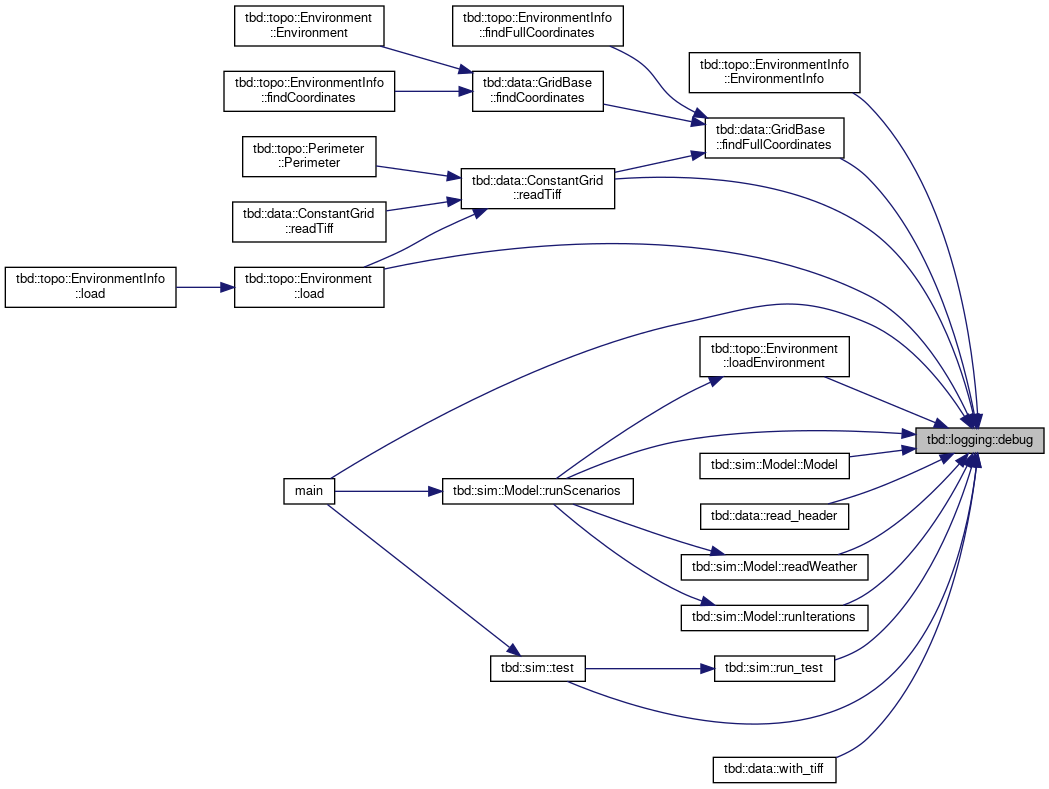 tbd::topo::Environment
::Environment
tbd::topo::EnvironmentInfo
::findFullCoordinates
tbd::topo::EnvironmentInfo
::EnvironmentInfo
tbd::topo::EnvironmentInfo
::findCoordinates
tbd::data::GridBase
::findCoordinates
tbd::data::GridBase
::findFullCoordinates
tbd::topo::Perimeter
::Perimeter
tbd::data::ConstantGrid
::readTiff
tbd::data::ConstantGrid
::readTiff
tbd::topo::EnvironmentInfo
::load
tbd::topo::Environment
::load
tbd::topo::Environment
::loadEnvironment
tbd::logging::debug
tbd::sim::Model::Model
main
tbd::sim::Model::runScenarios
tbd::data::read_header
tbd::sim::Model::readWeather
tbd::sim::Model::runIterations
tbd::sim::test
tbd::sim::run_test
tbd::data::with_tiff